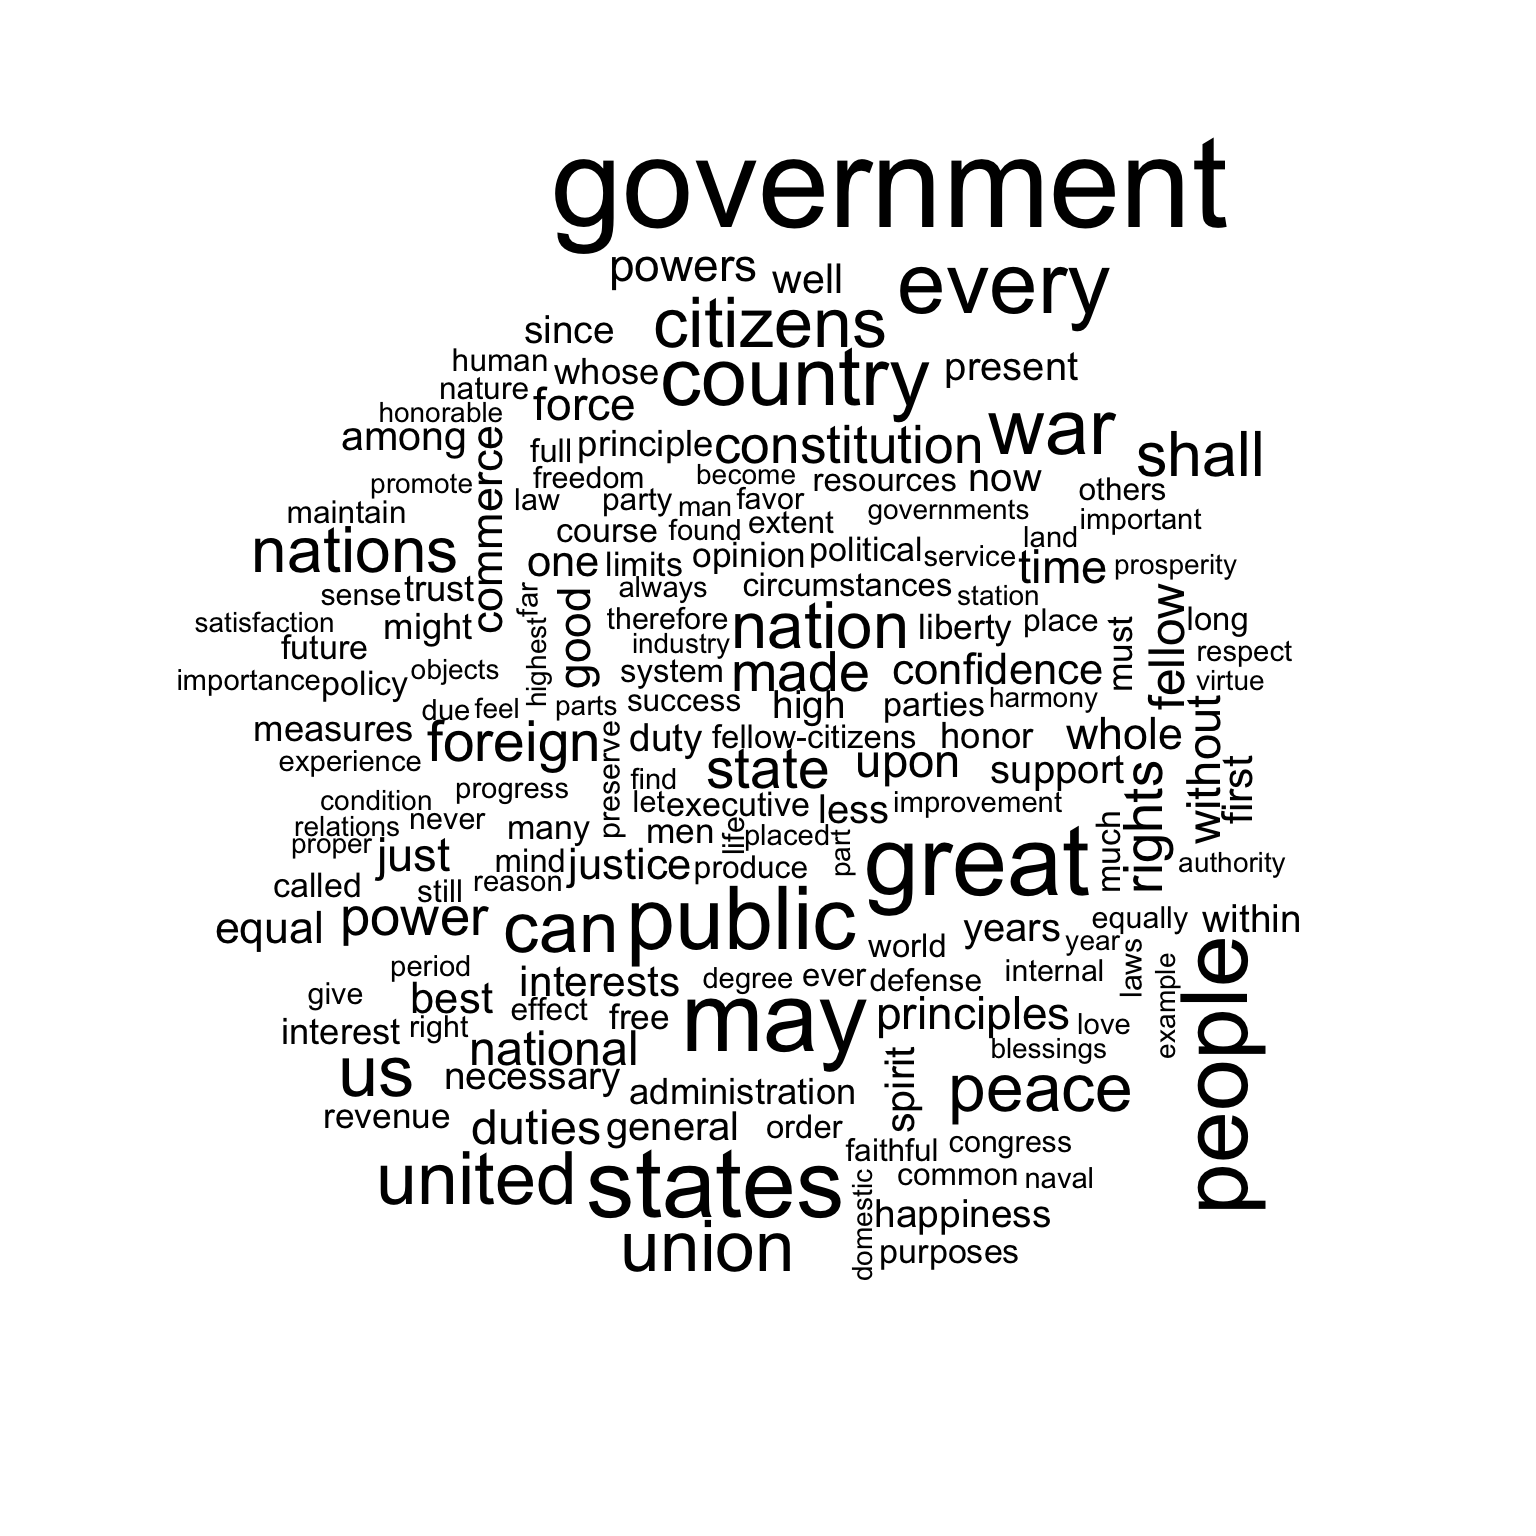 government
powers well every
since citizens
human whose country present
nature force
honorable
among commerce full principle constitution war shall
promote freedom become resources now others
maintain law party man favor governments important
nations course found extent land
one limits opinion political service time prosperity
sense trust far always circumstances station
satisfaction might good therefore nation liberty place must fellow long
future highest industry respect
importance policy objects system made confidence virtue
due feel parts success high parties harmony without
measures foreign preserve duty fellow-citizens honor whole
experience find state upon support rights first
condition progress let executive less improvement
relations never many men life placed part much
proper just mind justice produce great authority
called still reason
equal power can public world years year equally within
period interests degree ever defense internal laws example people
give best effect free may principles love
interest right national blessings
us necessary administration spirit peace
revenue duties general order faithful congress
united states domestic common naval
union happiness
purposes